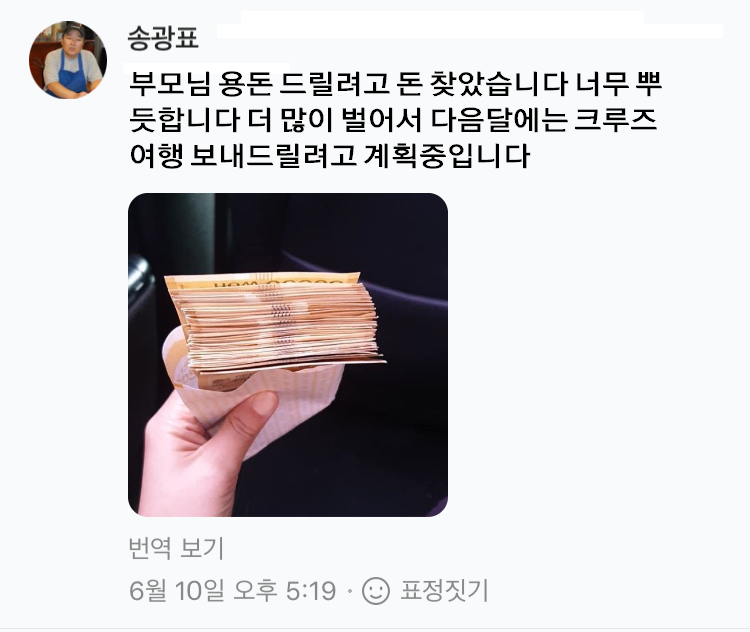 송광표
부모님 용돈 드릴려고 돈 찾았습니다 너무 뿌
듯합니다 더 많이 벌어서 다음달에는 크루즈
여행 보내드릴려고 계획중입니다
번역 보기
6월 10일 오후 5:19 · 표정짓기